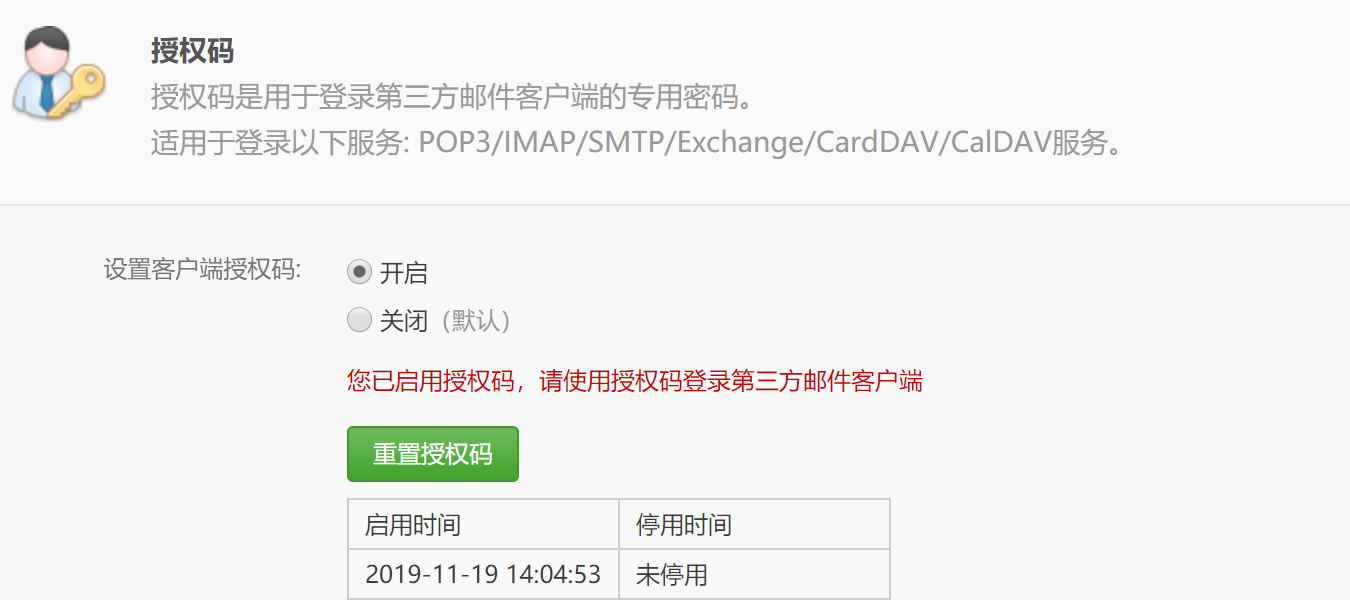 授权码
授权码是用于登录第三方邮件客户端的专用密码。
适用于登录以下服务: POP3/IMAP/SMTP/Exchange/CardDAV/CalDAV服务。
设置客户端授权码: 开启
关闭（默认）
您已启用授权码，请使用授权码登录第三方邮件客户端
重置授权码
启用时间 停用时间
2019-11-19 14:04:53 未停用